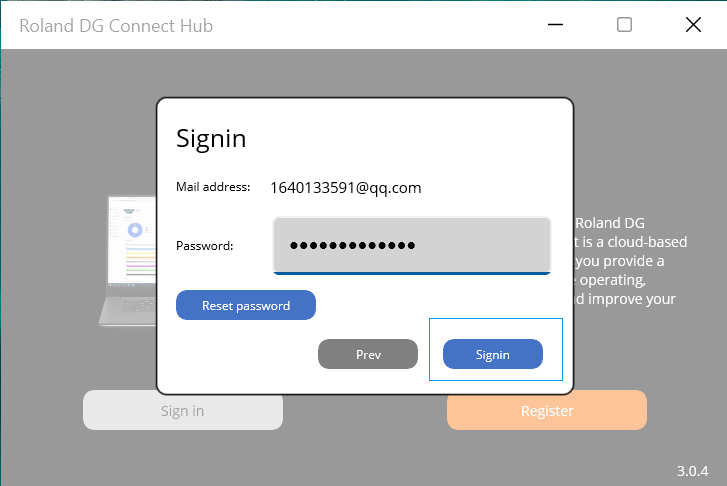 Roland DG Connect Hub
Signin
Mail address: 1640133591@qq.com
Password: •••••••••••••
Reset password
Prev
Signin
Roland DG
t is a cloud-based
you provide a
e operating,
nd improve your
Sign in
Register
3.0.4